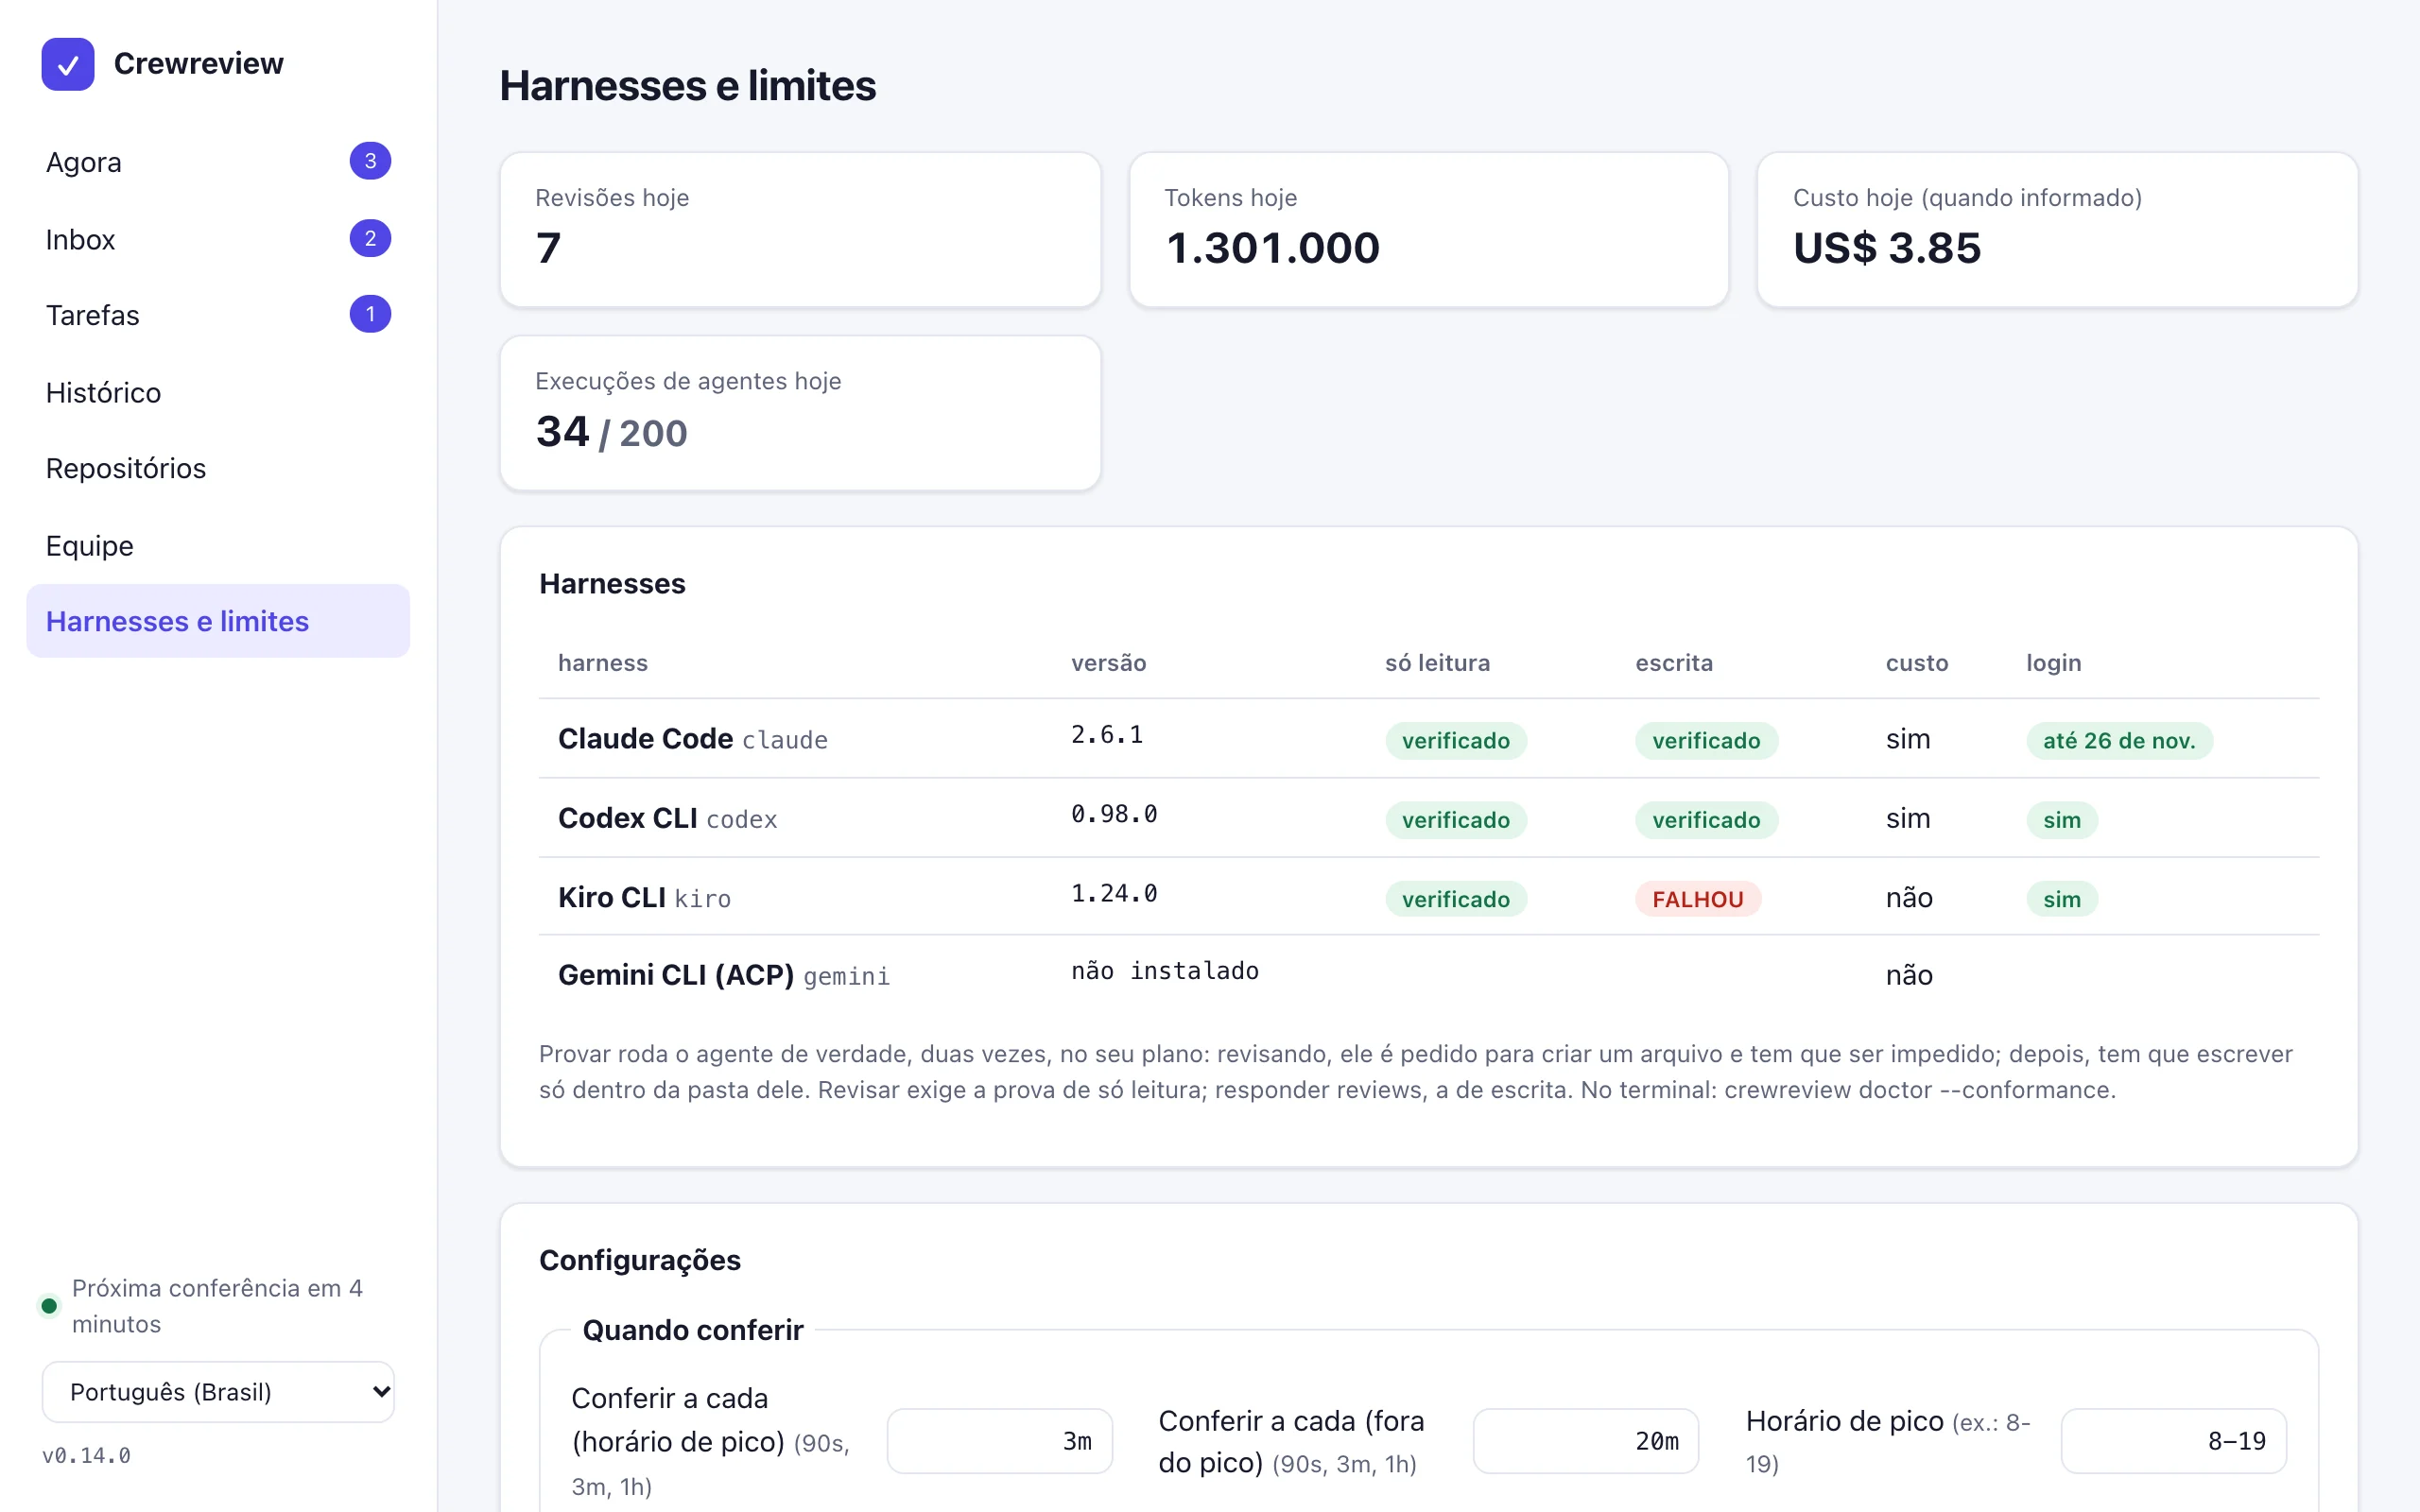 Crewreview
Agora 3
Inbox 2
Tarefas 1
Histórico
Repositórios
Equipe
Harnesses e limites
Próxima conferência em 4
minutos
Português (Brasil)
v0.14.0
Harnesses e limites
Revisões hoje
7
Tokens hoje
1.301.000
Custo hoje (quando informado)
US$ 3.85
Execuções de agentes hoje
34 / 200
Harnesses
harness versão só leitura escrita custo login
Claude Code claude 2.6.1 verificado verificado sim até 26 de nov.
Codex CLI codex 0.98.0 verificado verificado sim sim
Kiro CLI kiro 1.24.0 verificado FALHOU não sim
Gemini CLI (ACP) gemini não instalado não
Provar roda o agente de verdade, duas vezes, no seu plano: revisando, ele é pedido para criar um arquivo e tem que ser impedido; depois, tem que escrever
só dentro da pasta dele. Revisar exige a prova de só leitura; responder reviews, a de escrita. No terminal: crewreview doctor --conformance.
Configurações
Quando conferir
Conferir a cada
(horário de pico) (90s,
3m, 1h)
3m
Conferir a cada (fora
do pico) (90s, 3m, 1h)
20m
Horário de pico (ex.: 8-
19)
8–19